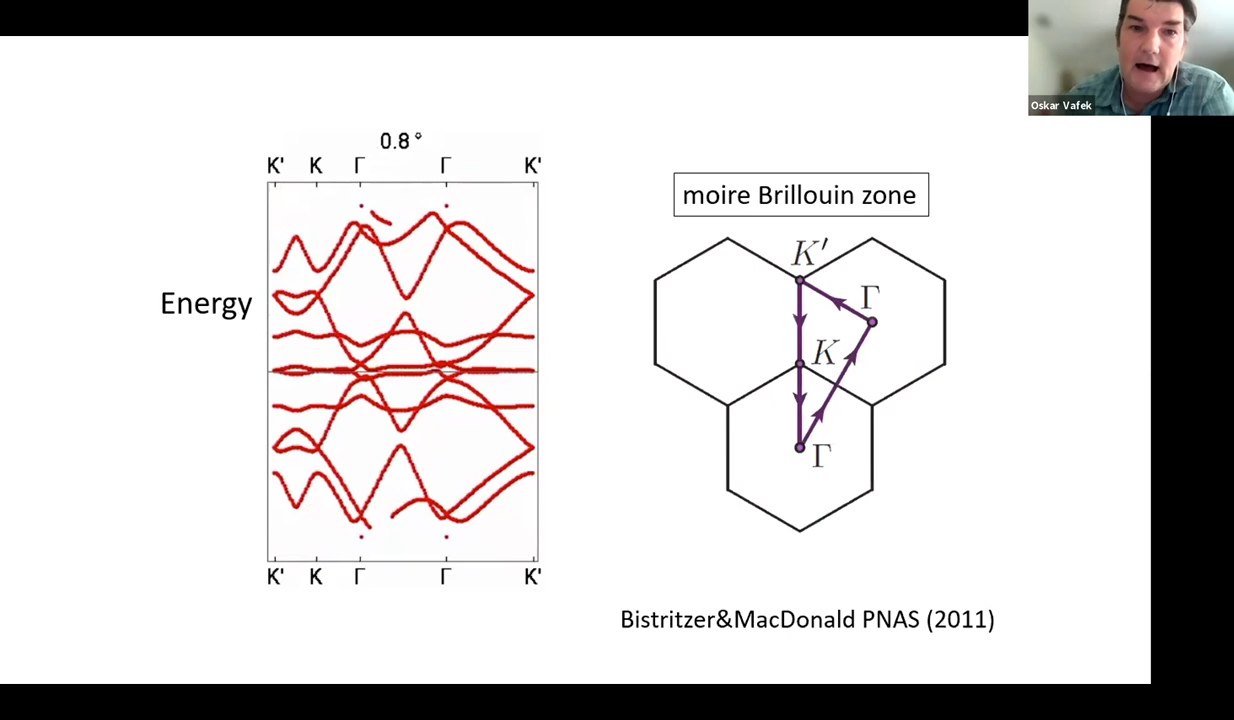 Oskar Vafek
0.8 °
K' K Γ Γ K'
Energy
K' K Γ Γ K'
moire Brillouin zone
K′
Γ
K
Γ
Bistritzer&MacDonald PNAS (2011)